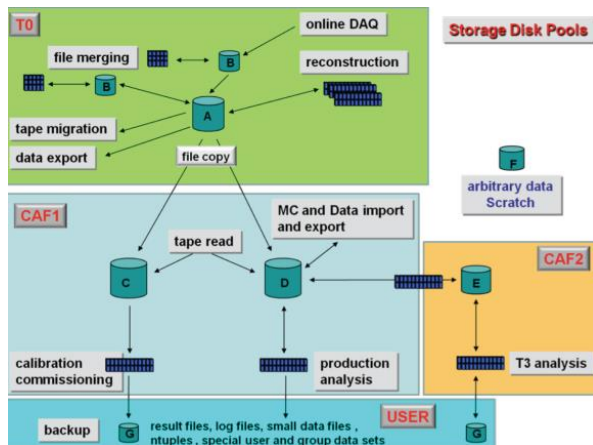 T0
online DAQ
Storage Disk Pools
file merging
B
reconstruction
B
A
tape migration
data export
file copy
F
arbitrary data
Scratch
CAF1
MC and Data import
and export
tape read
CAF2
C
D
E
calibration
commissioning
production
analysis
T3 analysis
USER
backup
G
result files, log files, small data files ,
ntuples , special user and group data sets
G